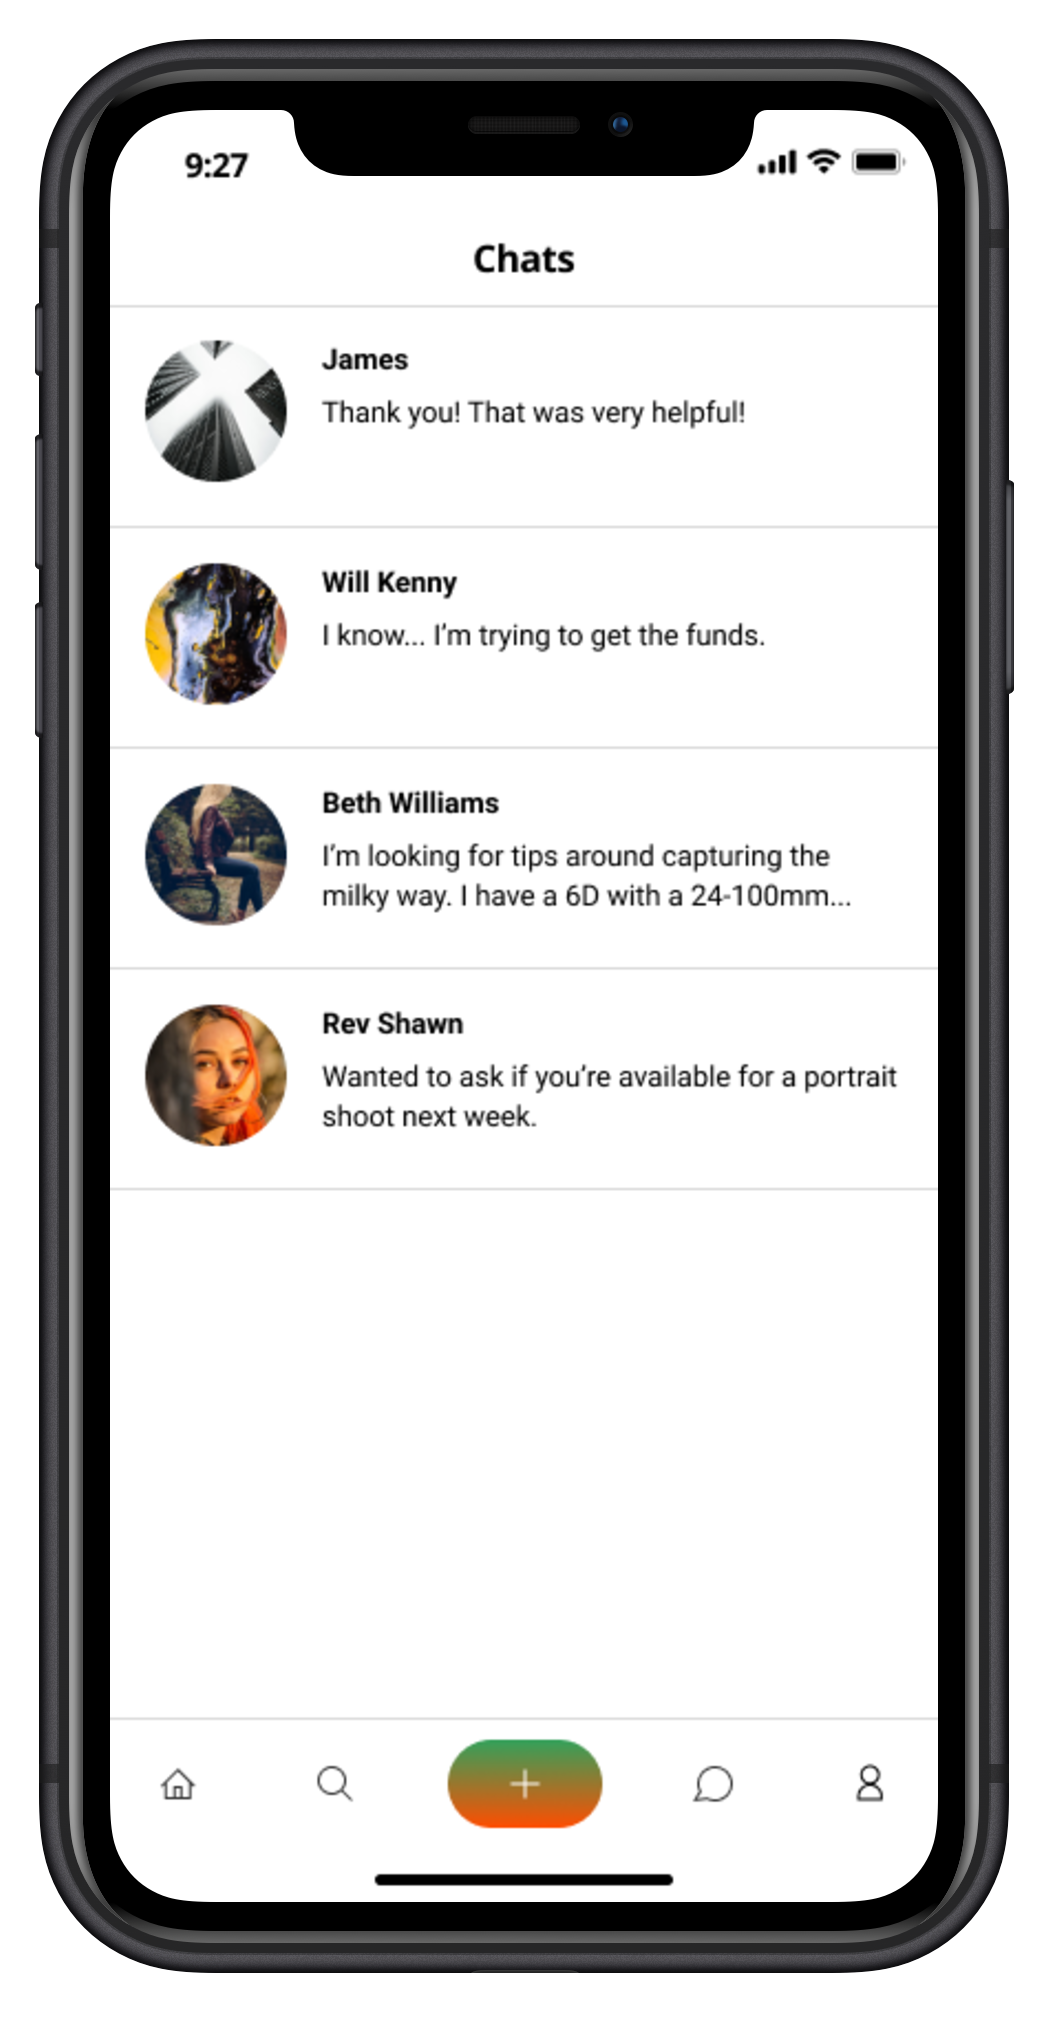 9:27
Chats
James
Thank you! That was very helpful!
Will Kenny
I know... I’m trying to get the funds.
Beth Williams
I’m looking for tips around capturing the
milky way. I have a 6D with a 24-100mm...
Rev Shawn
Wanted to ask if you’re available for a portrait
shoot next week.